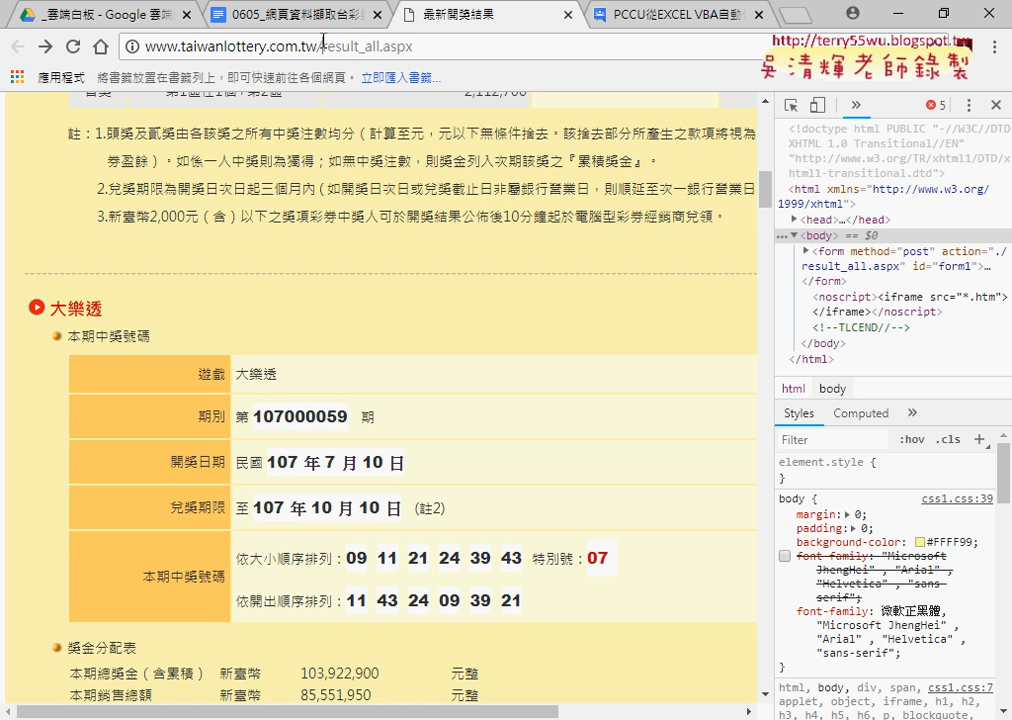 _雲端白板 - Google 雲端
0605_網頁資料擷取台彩
最新開獎結果
PCCU從EXCEL VBA自動
www.taiwanlottery.com.tw/result_all.aspx
http://terry55wu.blogspot.tw
吳清輝老師錄製
應用程式
將書籤放置在書籤列上，即可快速前往各個網頁。
立即匯入書籤...
首獎 第1區任1個+第2區 2,112,700
註：1.頭獎及貳獎由各該獎之所有中獎注數均分（計算至元，元以下無條件捨去。該捨去部分所產生之款項將視為
券盈餘）。如係一人中獎則為獨得；如無中獎注數，則獎金列入次期該獎之『累積獎金』。
2.兌獎期限為開獎日次日起三個月內（如開獎日次日或兌獎截止日非屬銀行營業日，則順延至次一銀行營業日
3.新臺幣2,000元（含）以下之獎項彩券中獎人可於開獎結果公佈後10分鐘起於電腦型彩券經銷商兌領。
大樂透
本期中獎號碼
遊戲 大樂透
期別 第 107000059 期
開獎日期 民國 107 年 7 月 10 日
兌獎期限 至 107 年 10 月 10 日 (註2)
本期中獎號碼
依大小順序排列：09 11 21 24 39 43 特別號：07
依開出順序排列：11 43 24 09 39 21
獎金分配表
本期總獎金（含累積） 新臺幣 103,922,900 元整
本期銷售總額 新臺幣 85,551,950 元整
5
<!doctype html PUBLIC "-//W3C//DTD
XHTML 1.0 Transitional//EN"
"http://www.w3.org/TR/xhtml1/DTD/x
html1-transitional.dtd">
<html xmlns="http://www.w3.org/
1999/xhtml">
<head>…</head>
<body> == $0
<form method="post" action="./
result_all.aspx" id="form1">…
</form>
<noscript><iframe src="*.htm">
</iframe></noscript>
<!--TLCEND//-->
</body>
</html>
html body
Styles Computed
Filter :hov .cls
element.style {
}
body { css1.css:39
margin: 0;
padding: 0;
background-color: #FFFF99;
font-family: "Microsoft
JhengHei" , "Arial" ,
"Helvetica" , "sans-
serif";
font-family: 微軟正黑體,
"Microsoft JhengHei" ,
"Arial" , "Helvetica" ,
"sans-serif";
}
html, body, div, span, css1.css:7
applet, object, iframe, h1, h2,
h3, h4, h5, h6, p, blockquote,